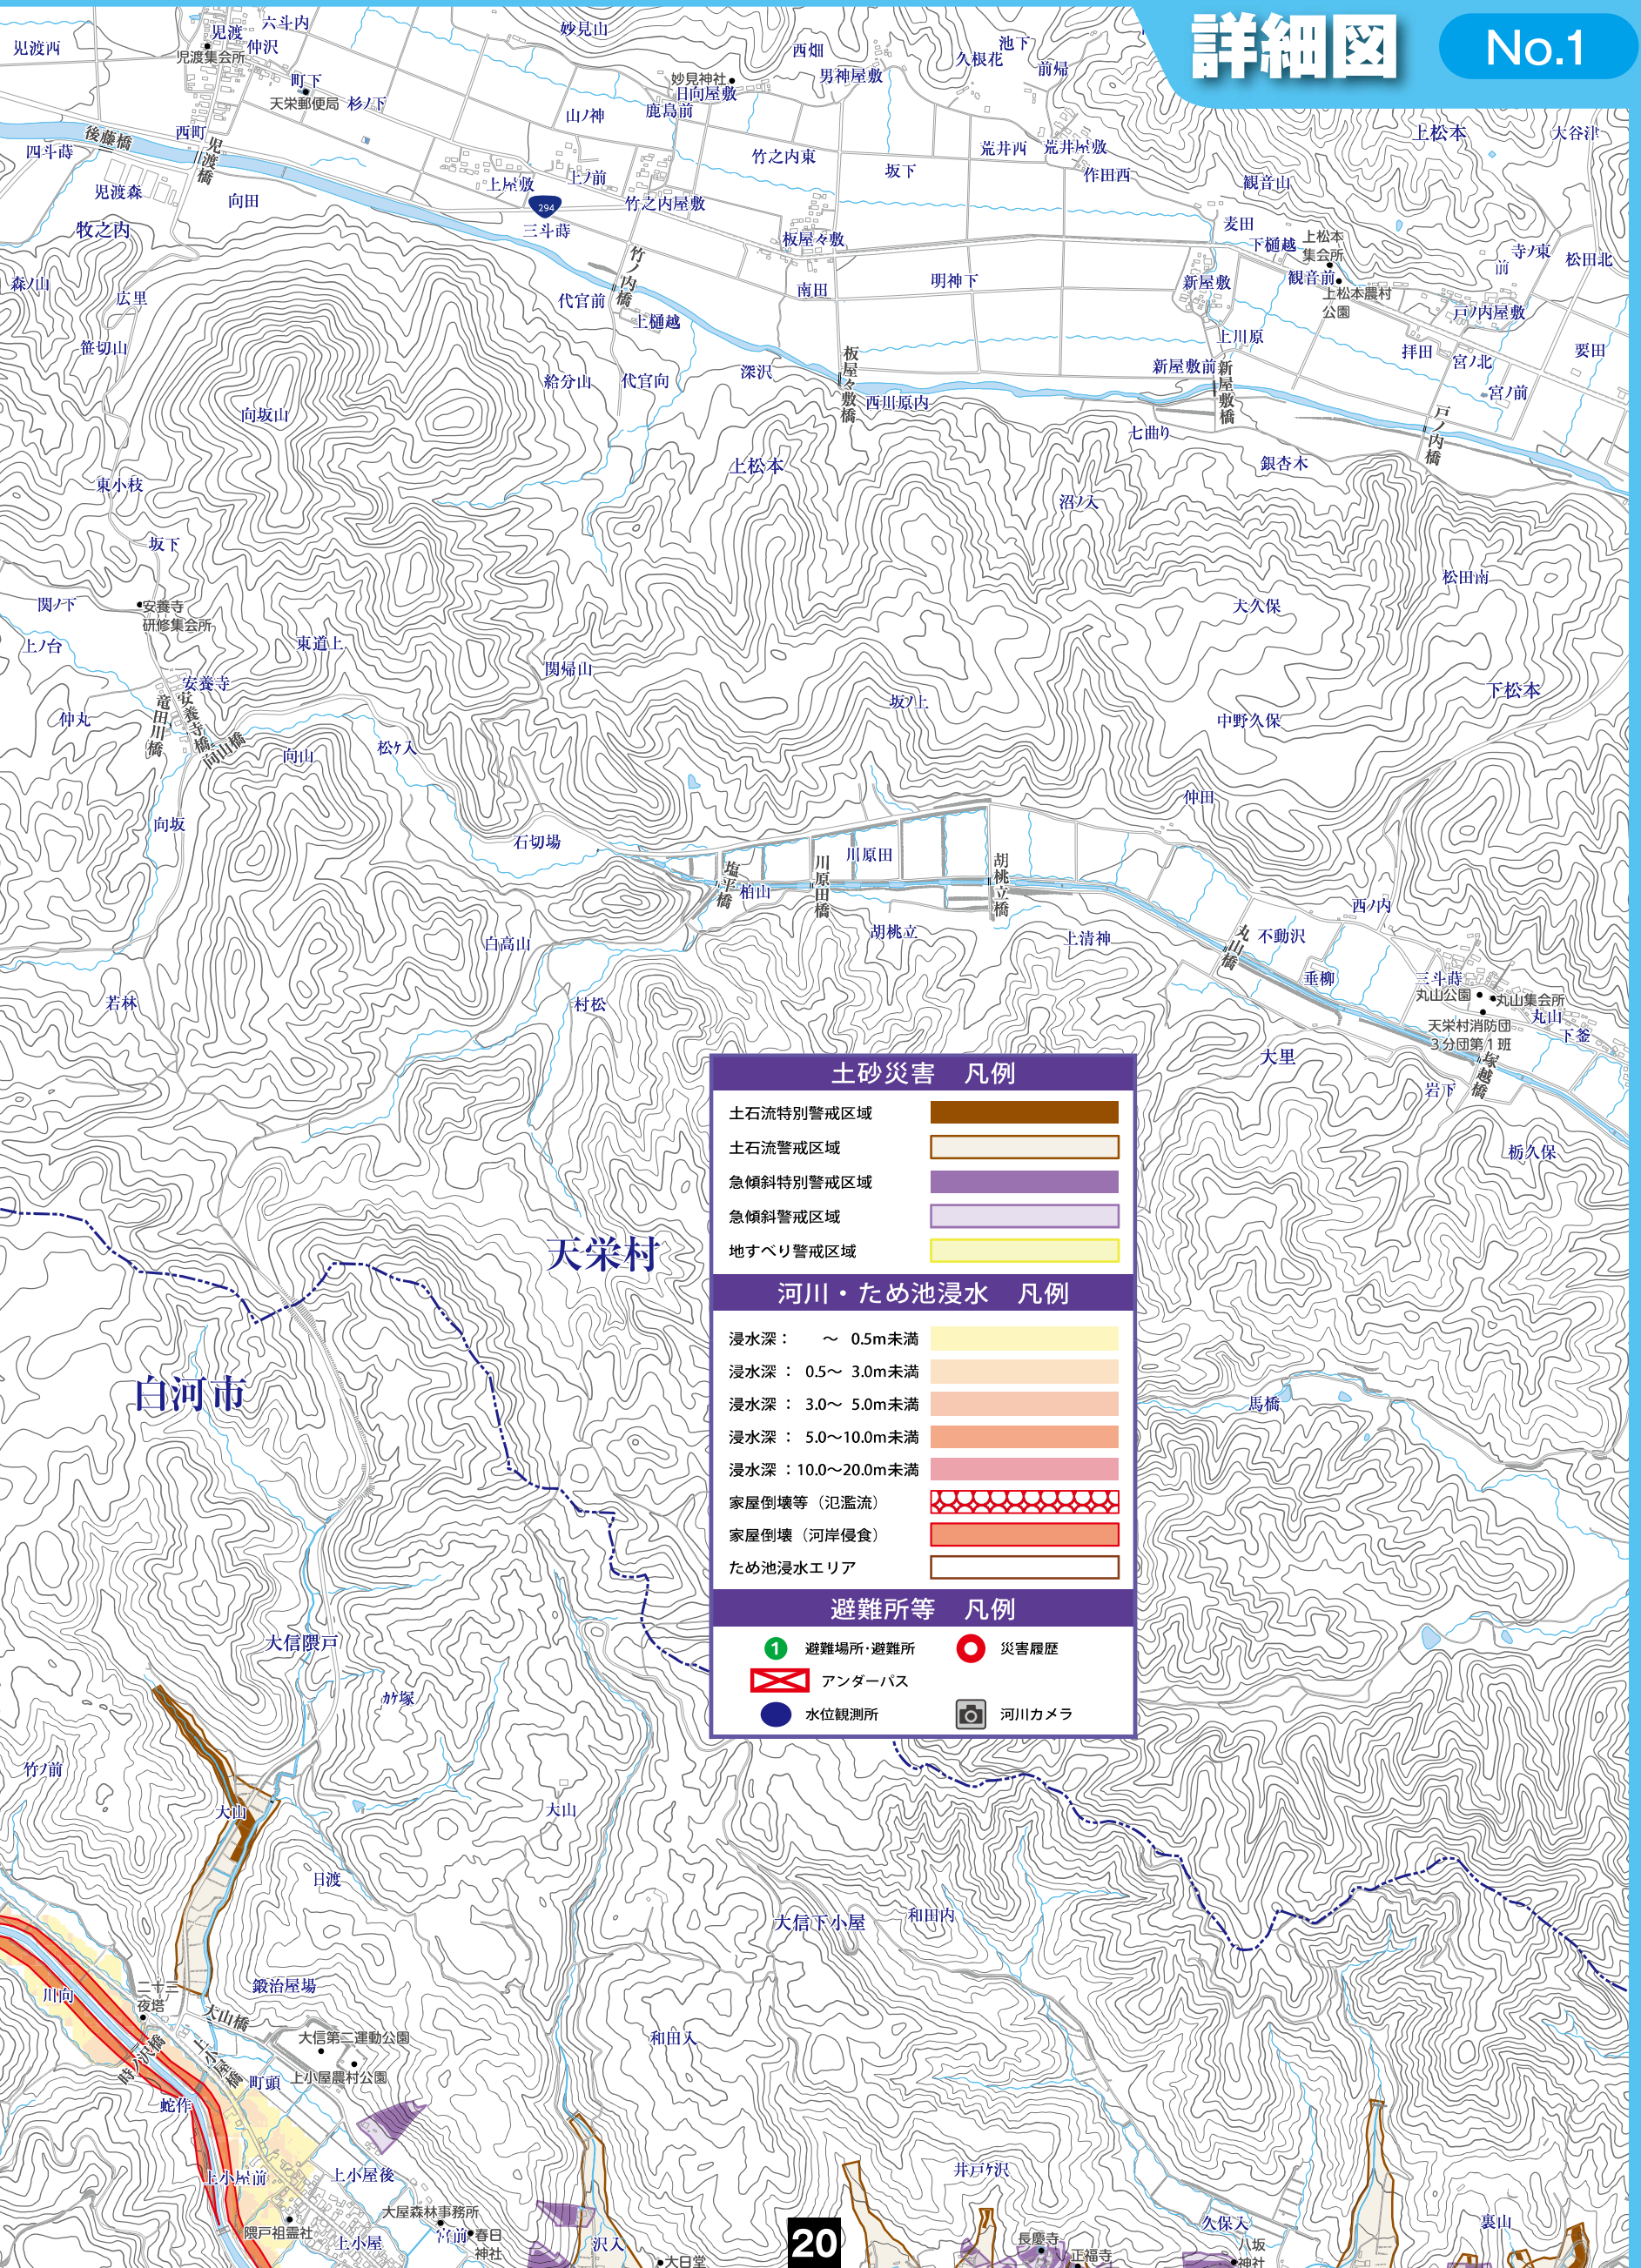 詳細図 No.1
児渡西
児渡
六斗内
仲沢
児渡集会所
町下
天栄郵便局
杉ノ下
妙見山
西畑
池下
久根花
前帰
男神屋敷
妙見神社
日向屋敷
鹿島前
山ノ神
西町
後藤橋
四斗蒔
児渡橋
児渡森
向田
牧之内
上屋敷
上ノ前
294
三斗蒔
竹之内屋敷
竹之内東
坂下
荒井西
荒井屋敷
作田西
上松本
大谷津
観音山
麦田
下樋越
上松本
集会所
観音前
上松本農村
公園
前
寺ノ東
松田北
戸ノ内屋敷
板屋々敷
南田
明神下
新屋敷
上川原
拝田
宮ノ北
要田
宮ノ前
森ノ山
広里
笹切山
竹ノ内橋
代官前
上樋越
給分山
代官向
深沢
板屋々敷橋
西川原内
新屋敷前
新屋敷橋
七曲り
戸ノ内橋
銀杏木
向坂山
上松本
沼ノ入
東小枝
坂下
関ノ下
安養寺
研修集会所
上ノ台
東道上
関帰山
安養寺
竜田川橋
安養寺橋
向山橋
仲丸
向山
松ケ入
坂ノ上
大久保
松田南
下松本
中野久保
向坂
仲田
石切場
塩平橋
柏山
川原田橋
川原田
胡桃立橋
胡桃立
白高山
上清神
丸山橋
不動沢
西ノ内
垂柳
三斗蒔
丸山公園
丸山集会所
丸山
下釜
天栄村消防団
3分団第1班
塚越橋
大里
岩下
栃久保
若林
村松
天栄村
白河市
土砂災害 凡例
土石流特別警戒区域
土石流警戒区域
急傾斜特別警戒区域
急傾斜警戒区域
地すべり警戒区域
河川・ため池浸水 凡例
浸水深: ～ 0.5m未満
浸水深: 0.5～ 3.0m未満
浸水深: 3.0～ 5.0m未満
浸水深: 5.0～10.0m未満
浸水深:10.0～20.0m未満
家屋倒壊等（氾濫流）
家屋倒壊（河岸侵食）
ため池浸水エリア
避難所等 凡例
1 避難場所・避難所
災害履歴
アンダーパス
水位観測所
河川カメラ
馬橋
大信隈戸
カケ塚
竹ノ前
大山
大山
日渡
大信下小屋
和田内
川向
二十三
夜塔
鍛治屋場
大山橋
時ノ沢橋
上小屋橋
大信第二運動公園
上小屋農村公園
町頭
蛇作
和田入
上小屋前
上小屋後
井戸ケ沢
大屋森林事務所
隈戸祖霊社
上小屋
宮前
春日
神社
沢入
大日堂
長慶寺
正福寺
久保入
八坂
神社
裏山
20